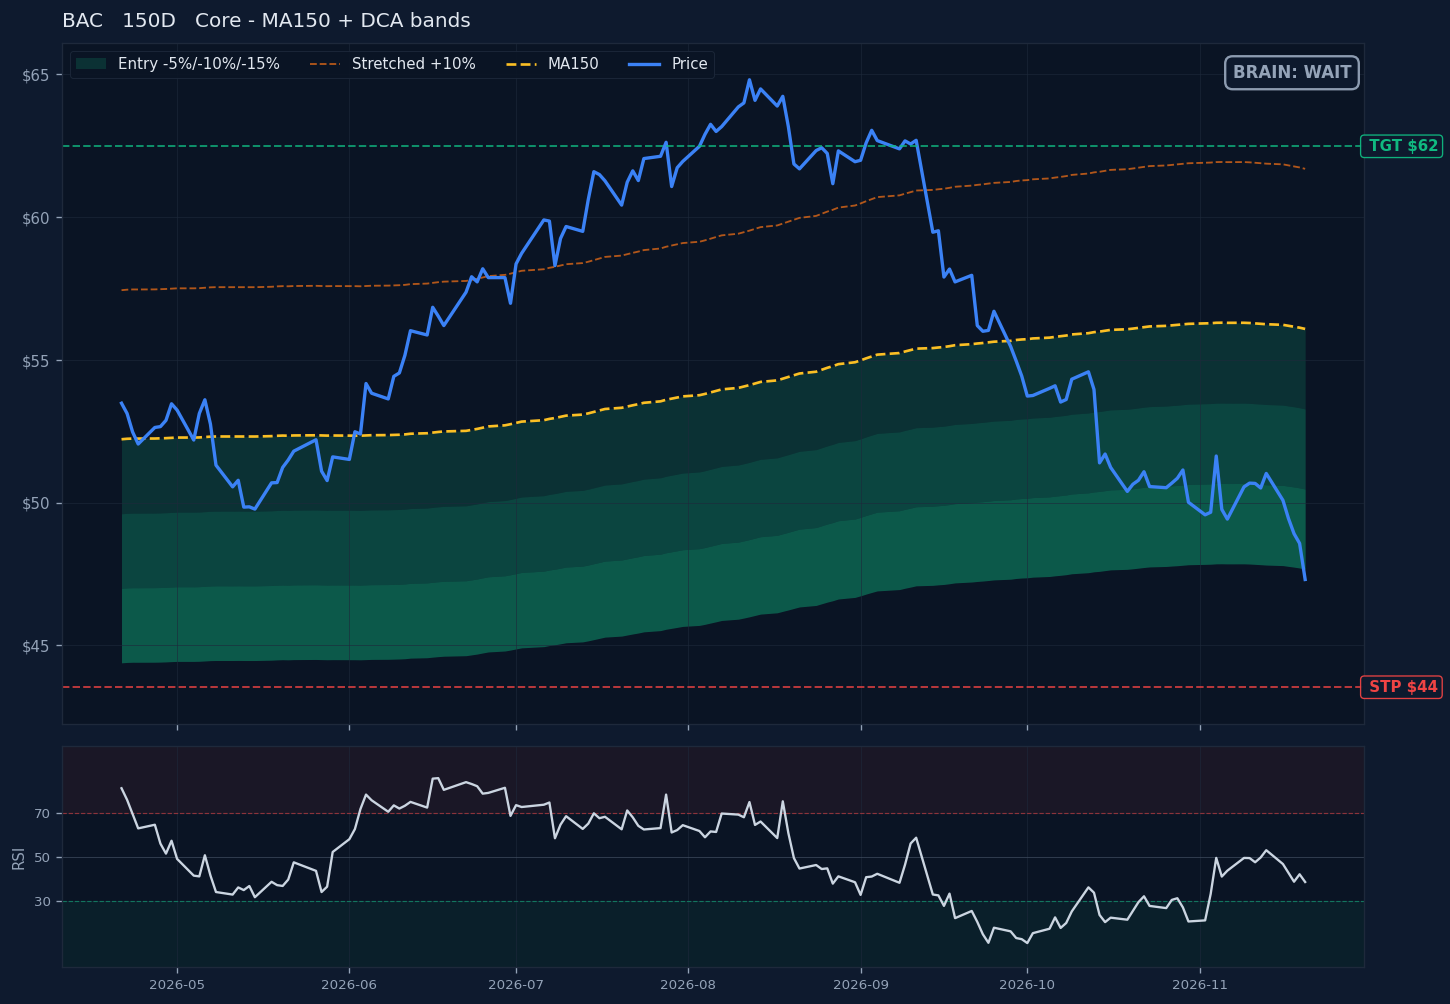 BAC 150D Core - MA150 + DCA bands
Entry -5%/-10%/-15% Stretched +10% MA150 Price
BRAIN: WAIT
$65
TGT $62
$60
$55
$50
$45
STP $44
70
50
30
RSI
2026-05 2026-06 2026-07 2026-08 2026-09 2026-10 2026-11